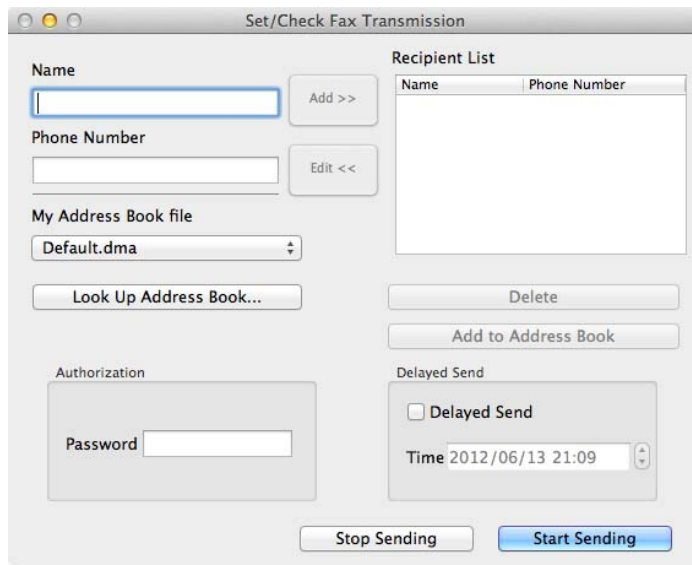 Set/Check Fax Transmission
Name
Add >>
Phone Number
Edit <<
My Address Book file
Default.dma
Look Up Address Book...
Recipient List
Name Phone Number
Delete
Add to Address Book
Authorization
Password
Delayed Send
Delayed Send
Time 2012/06/13 21:09
Stop Sending
Start Sending